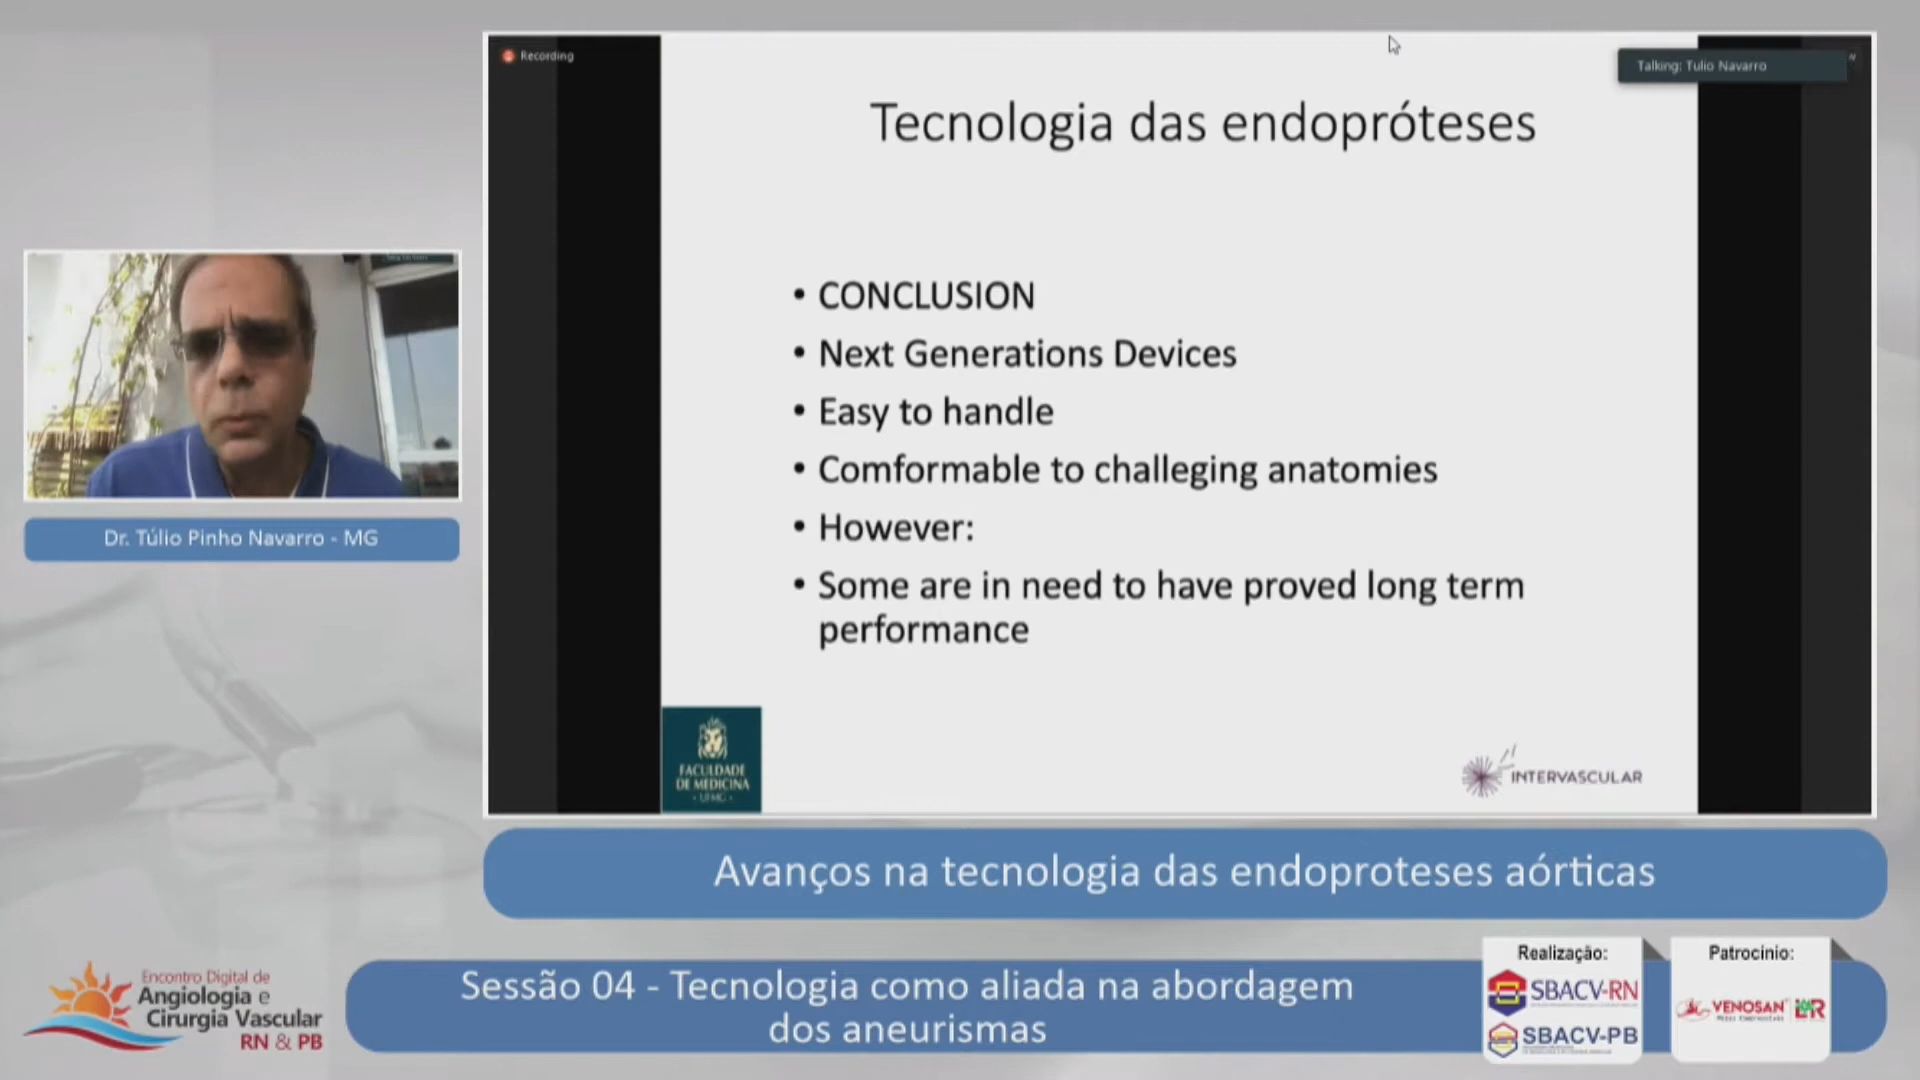 Recording
Talking: Tulio Navarro
Tecnologia das endopróteses
• CONCLUSION
• Next Generations Devices
• Easy to handle
• Comformable to challeging anatomies
• However:
• Some are in need to have proved long term
performance
FACULDADE
DE MEDICINA
• UFMG •
INTERVASCULAR
Dr. Túlio Pinho Navarro - MG
Avanços na tecnologia das endoproteses aórticas
Sessão 04 - Tecnologia como aliada na abordagem
dos aneurismas
Encontro Digital de
Angiologia e
Cirurgia Vascular
RN & PB
Realização:
SBACV-RN
SBACV-PB
Patrocínio:
VENOSAN